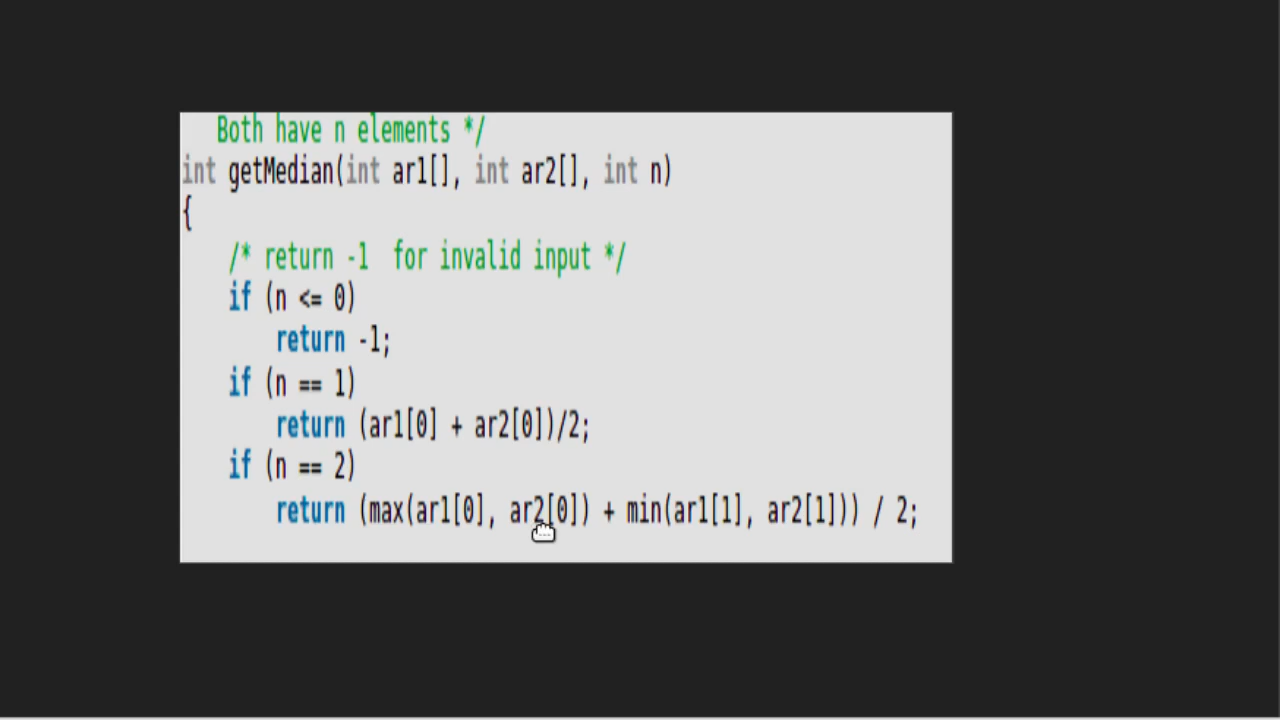 Both have n elements */
int getMedian(int ar1[], int ar2[], int n)
{
/* return -1  for invalid input */
if (n <= 0)
return -1;
if (n == 1)
return (ar1[0] + ar2[0])/2;
if (n == 2)
return (max(ar1[0], ar2[0]) + min(ar1[1], ar2[1])) / 2;